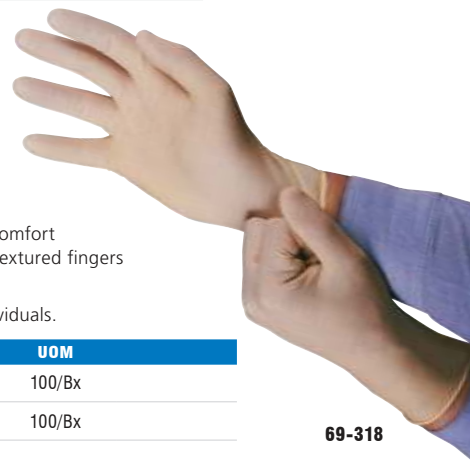 omfort
extured fingers
viduals.
UOM
100/Bx
100/Bx
69-318